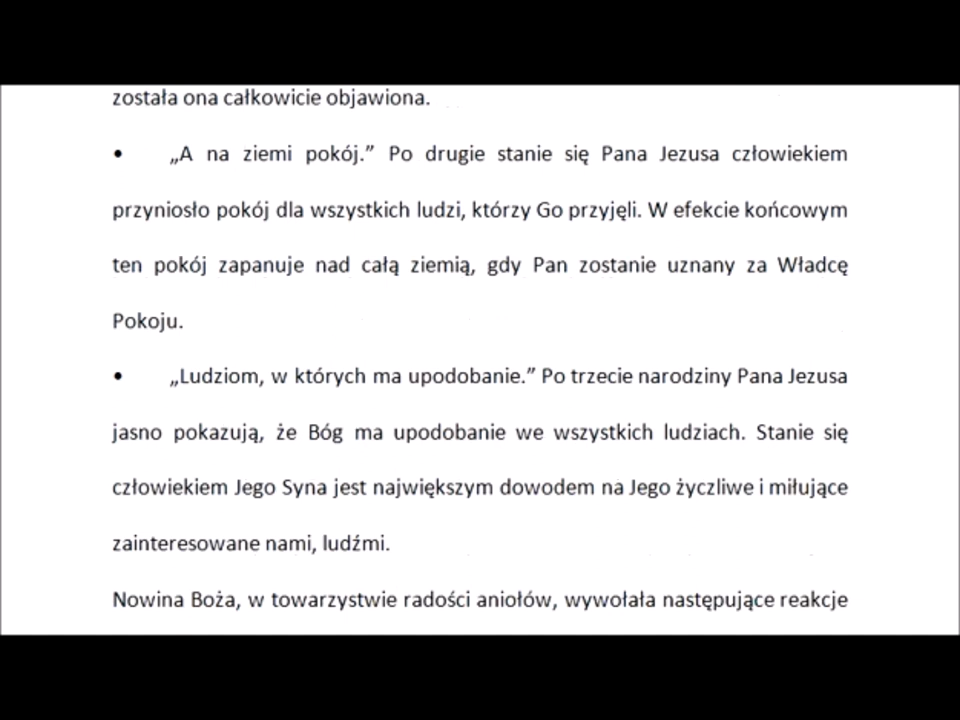 została ona całkowicie objawiona.
• „A na ziemi pokój.” Po drugie stanie się Pana Jezusa człowiekiem
przyniosło pokój dla wszystkich ludzi, którzy Go przyjęli. W efekcie końcowym
ten pokój zapanuje nad całą ziemią, gdy Pan zostanie uznany za Władcę
Pokoju.
• „Ludziom, w których ma upodobanie.” Po trzecie narodziny Pana Jezusa
jasno pokazują, że Bóg ma upodobanie we wszystkich ludziach. Stanie się
człowiekiem Jego Syna jest największym dowodem na Jego życzliwe i miłujące
zainteresowane nami, ludźmi.
Nowina Boża, w towarzystwie radości aniołów, wywołała następujące reakcje